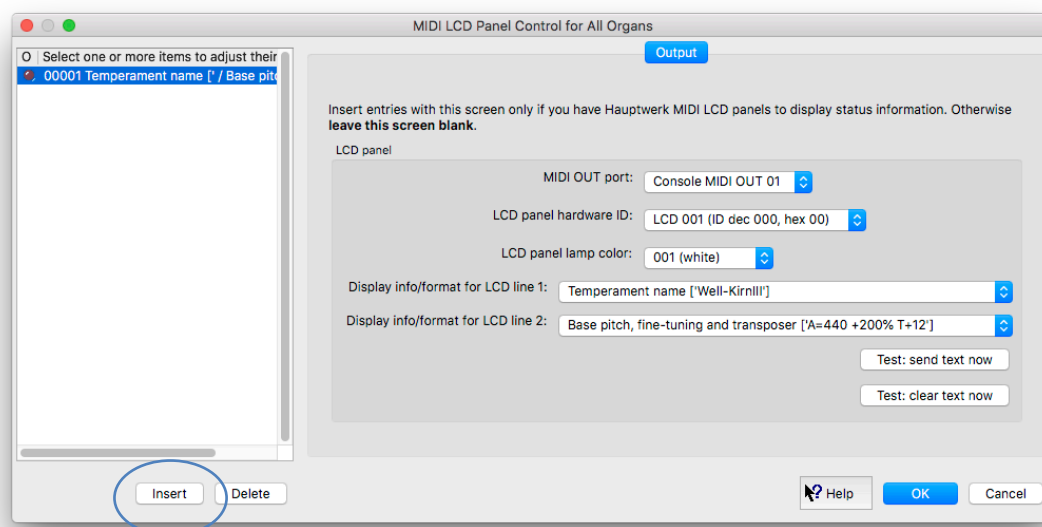 MIDI LCD Panel Control for All Organs
O Select one or more items to adjust their
00001 Temperament name [' / Base pitc
Output
Insert entries with this screen only if you have Hauptwerk MIDI LCD panels to display status information. Otherwise
leave this screen blank.
LCD panel
MIDI OUT port: Console MIDI OUT 01
LCD panel hardware ID: LCD 001 (ID dec 000, hex 00)
LCD panel lamp color: 001 (white)
Display info/format for LCD line 1: Temperament name ['Well-KirnIII']
Display info/format for LCD line 2: Base pitch, fine-tuning and transposer ['A=440 +200% T+12']
Test: send text now
Test: clear text now
Insert Delete
? Help OK Cancel